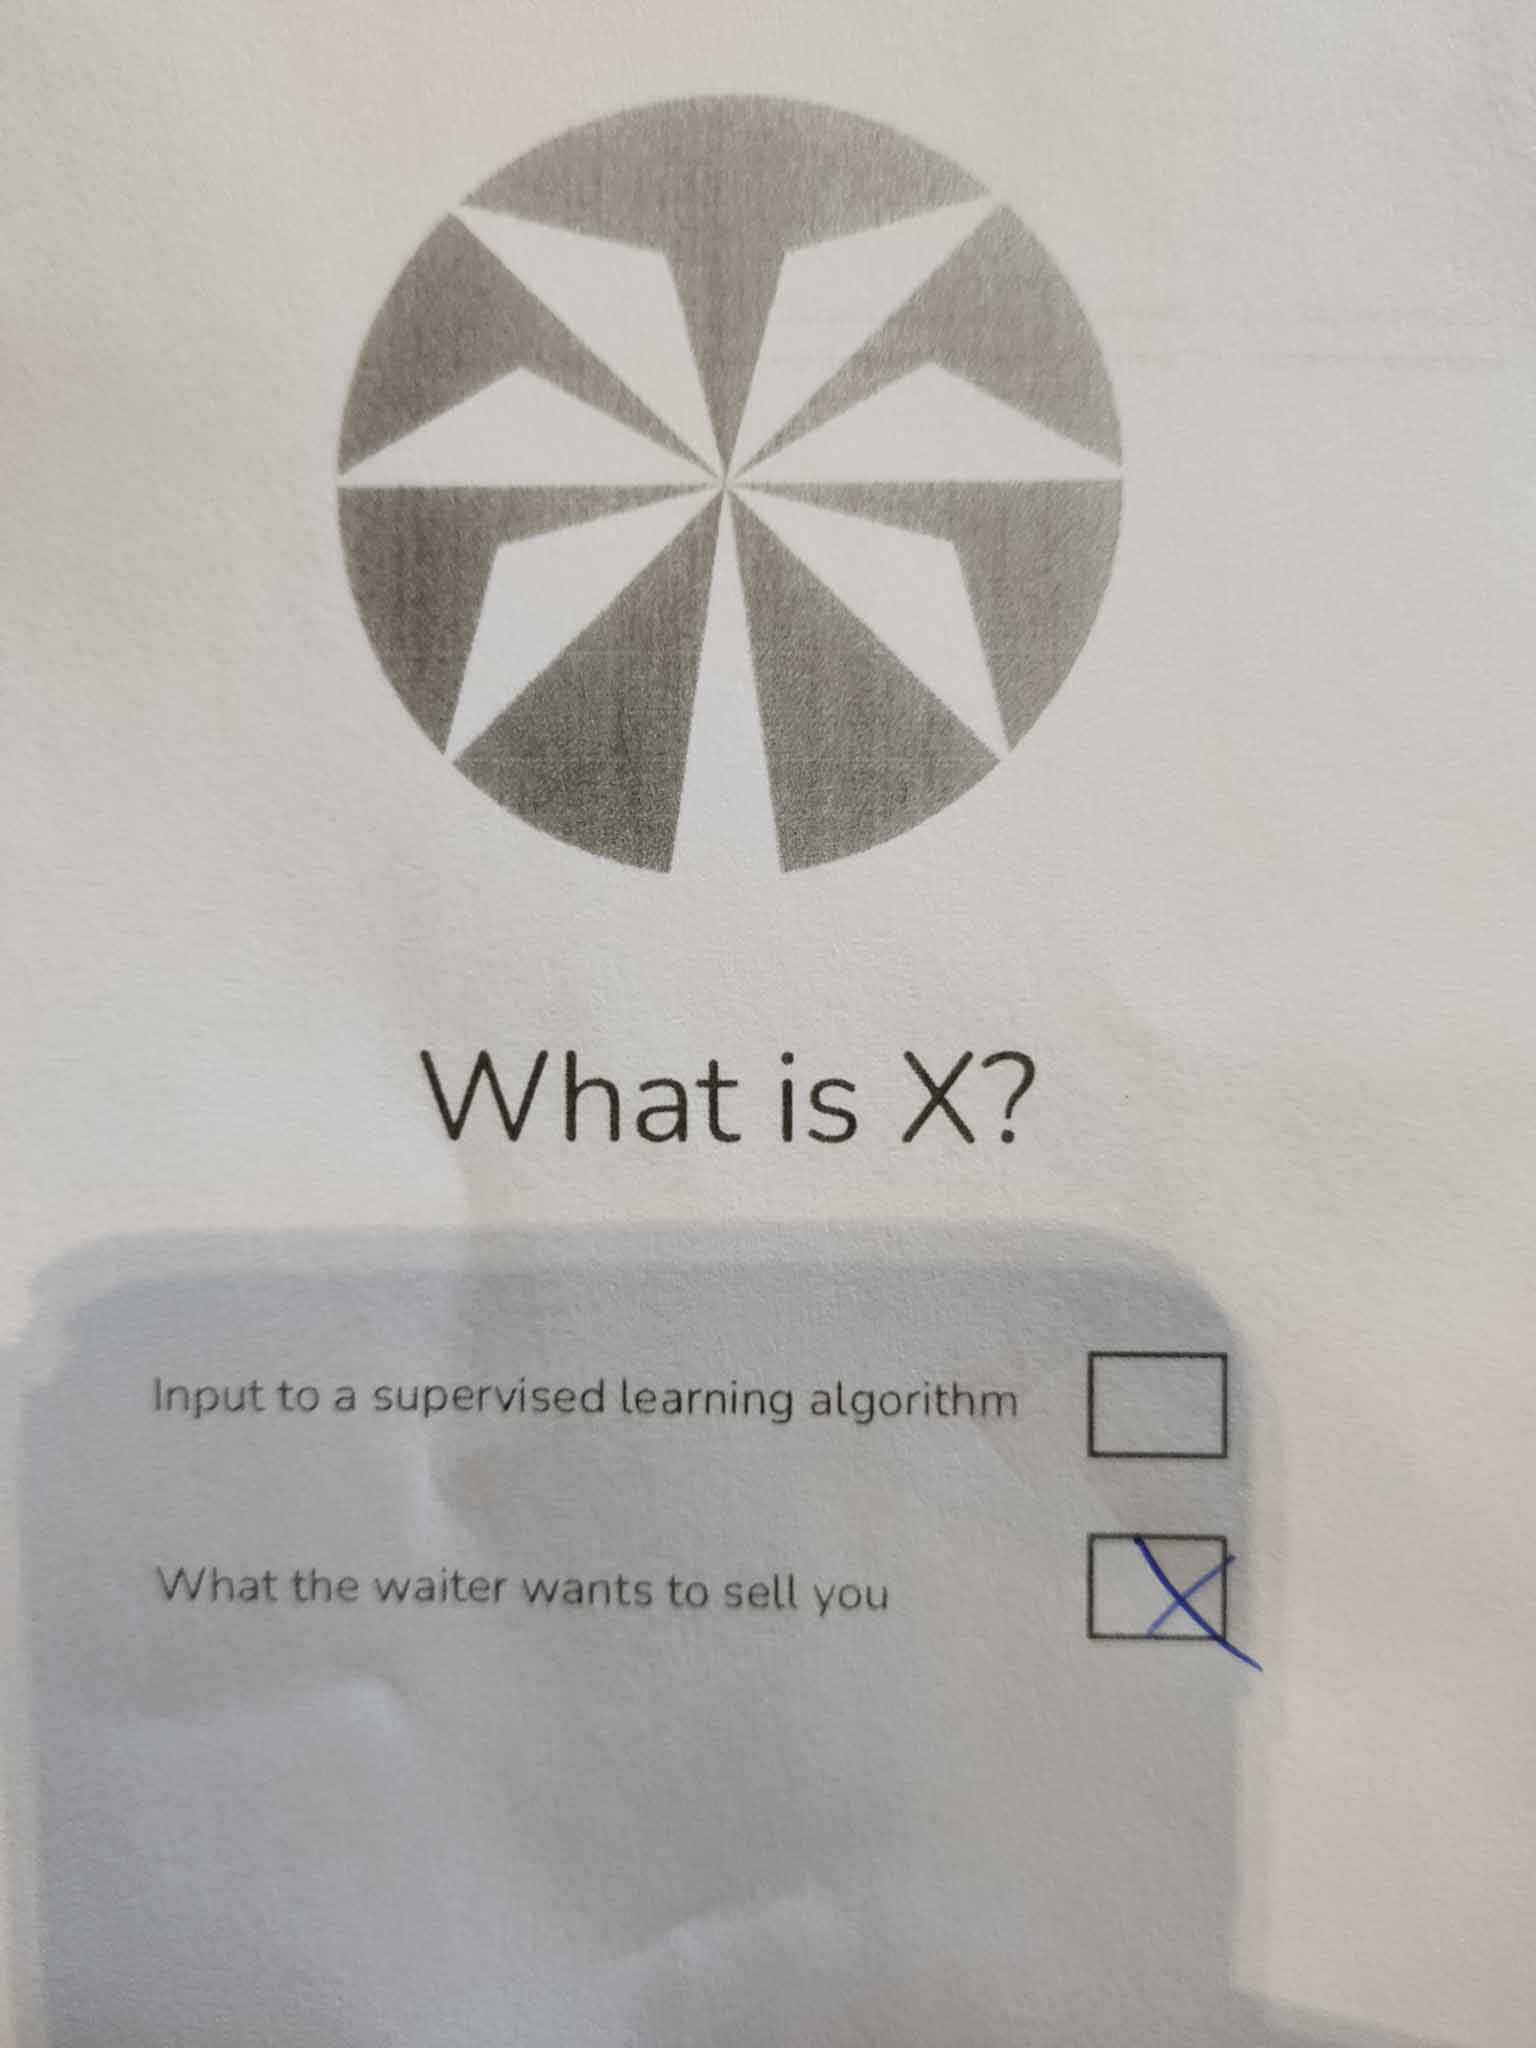 What is X?
Input to a supervised learning algorithm
What the waiter wants to sell you